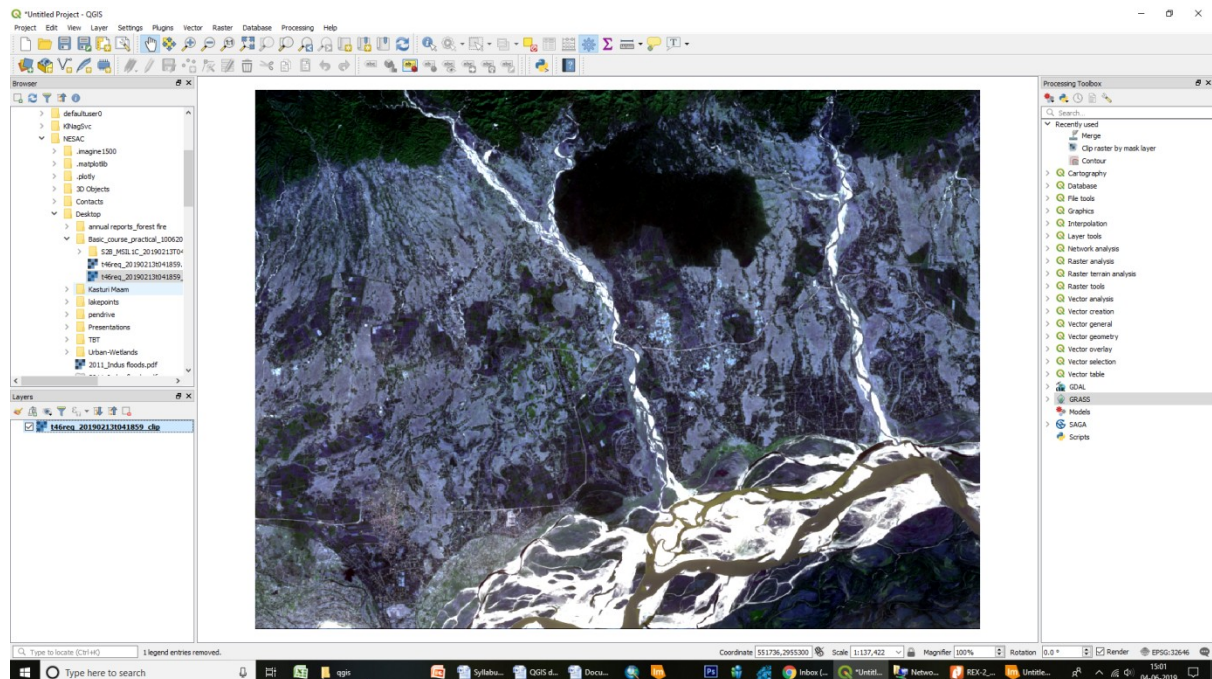 *Untitled Project - QGIS
Project Edit View Layer Settings Plugins Vector Raster Database Processing Help
Browser
defaultuser0
KlNagSvc
NESAC
.imagine1500
.matplotlib
.plotly
3D Objects
Contacts
Desktop
annual reports_forest fire
Basic_course_practical_100620
S2B_MSIL1C_20190213T04
t46req_20190213t041859.
t46req_20190213t041859_
Kasturi Maam
lakepoints
pendrive
Presentations
TBT
Urban-Wetlands
2011_Indus floods.pdf
Layers
t46req_20190213t041859_clip
Processing Toolbox
Search...
Recently used
Merge
Clip raster by mask layer
Contour
Cartography
Database
File tools
Graphics
Interpolation
Layer tools
Network analysis
Raster analysis
Raster terrain analysis
Raster tools
Vector analysis
Vector creation
Vector general
Vector geometry
Vector overlay
Vector selection
Vector table
GDAL
GRASS
Models
SAGA
Scripts
Type to locate (Ctrl+K) 1 legend entries removed. Coordinate 551736,2955300 Scale 1:137,422 Magnifier 100% Rotation 0.0 ° Render EPSG:32646
Type here to search qgis Syllabu... QGIS d... Docu... Inbox (... *Untitl... Netwo... REX-2_... Untitle... 15:01
04-06-2019